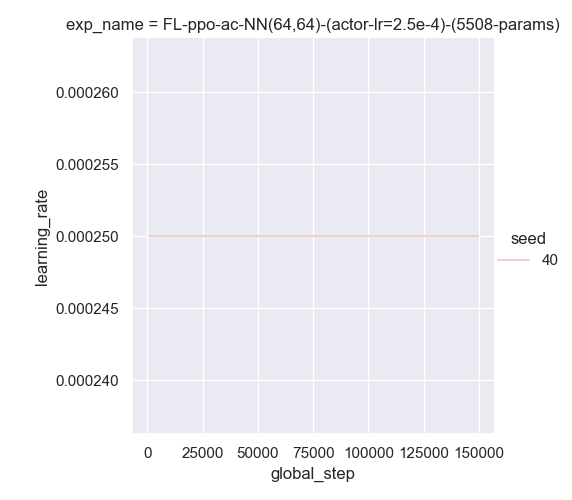 exp_name = FL-ppo-ac-NN(64,64)-(actor-lr=2.5e-4)-(5508-params)
0.000260
0.000255
0.000250
0.000245
0.000240
learning_rate
0 25000 50000 75000 100000 125000 150000
global_step
seed
40